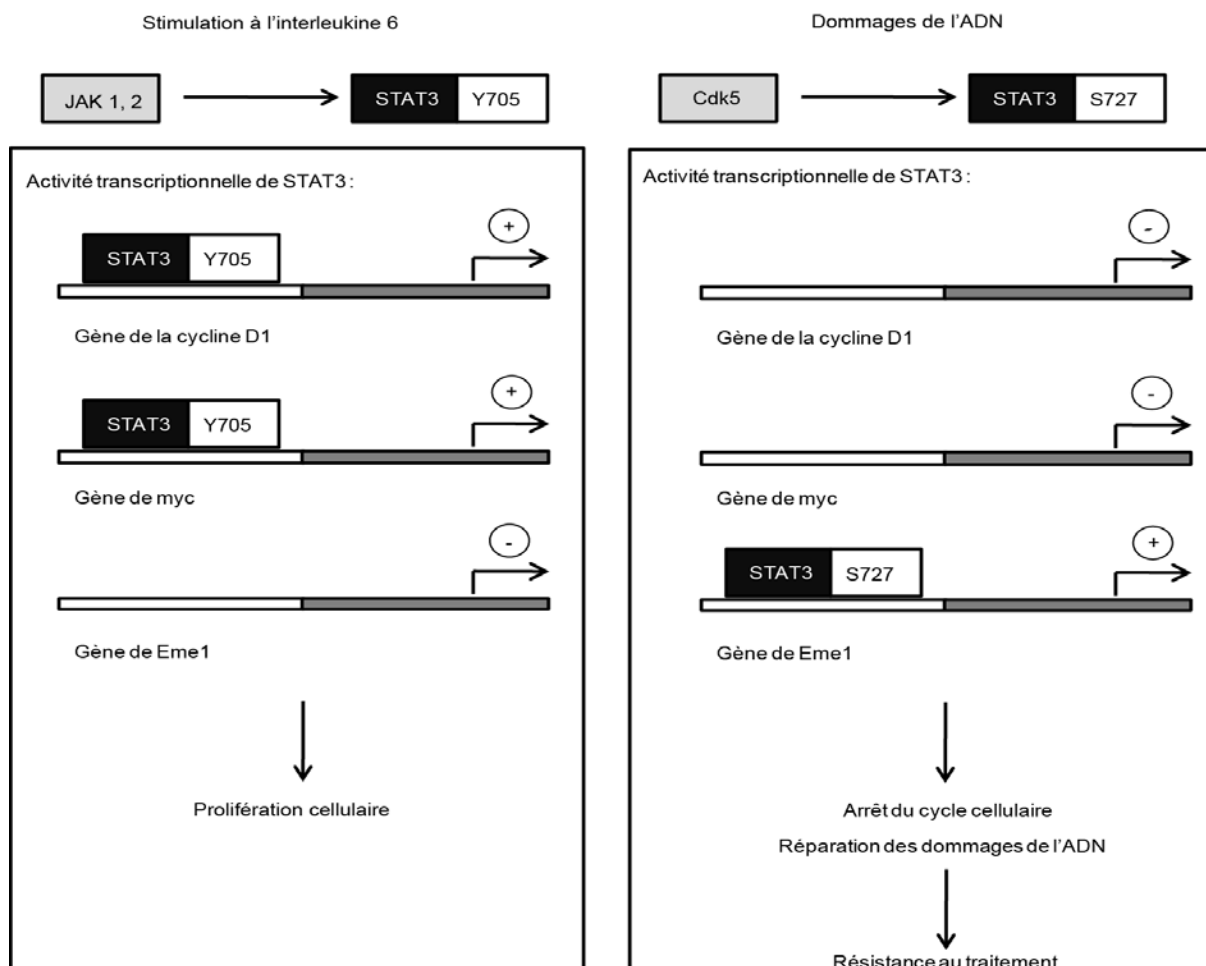 Stimulation à l'interleukine 6
JAK 1, 2
STAT3 Y705
Activité transcriptionnelle de STAT3 :
STAT3 Y705
+
Gène de la cycline D1
STAT3 Y705
+
Gène de myc
-
Gène de Eme1
Prolifération cellulaire
Dommages de l'ADN
Cdk5
STAT3 S727
Activité transcriptionnelle de STAT3 :
-
Gène de la cycline D1
-
Gène de myc
STAT3 S727
+
Gène de Eme1
Arrêt du cycle cellulaire
Réparation des dommages de l'ADN
Résistance au traitement